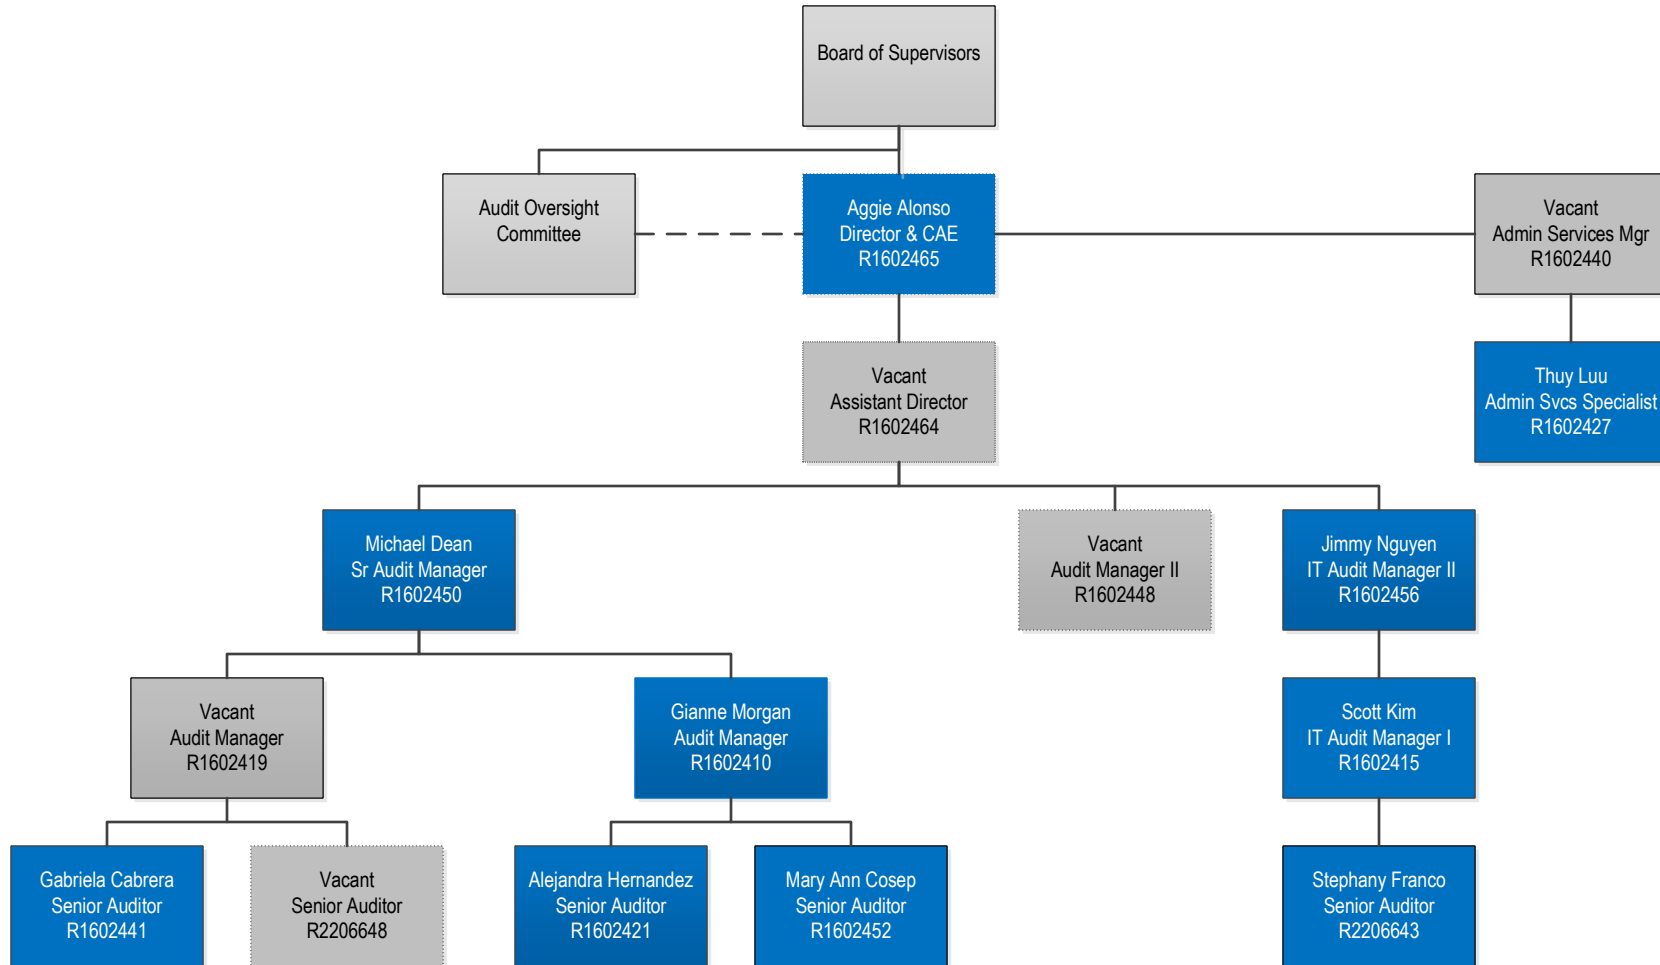 Board of Supervisors
Audit Oversight
Committee
Aggie Alonso
Director & CAE
R1602465
Vacant
Admin Services Mgr
R1602440
Vacant
Assistant Director
R1602464
Thuy Luu
Admin Svcs Specialist
R1602427
Michael Dean
Sr Audit Manager
R1602450
Vacant
Audit Manager II
R1602448
Jimmy Nguyen
IT Audit Manager II
R1602456
Vacant
Audit Manager
R1602419
Gianne Morgan
Audit Manager
R1602410
Scott Kim
IT Audit Manager I
R1602415
Gabriela Cabrera
Senior Auditor
R1602441
Vacant
Senior Auditor
R2206648
Alejandra Hernandez
Senior Auditor
R1602421
Mary Ann Cosep
Senior Auditor
R1602452
Stephany Franco
Senior Auditor
R2206643